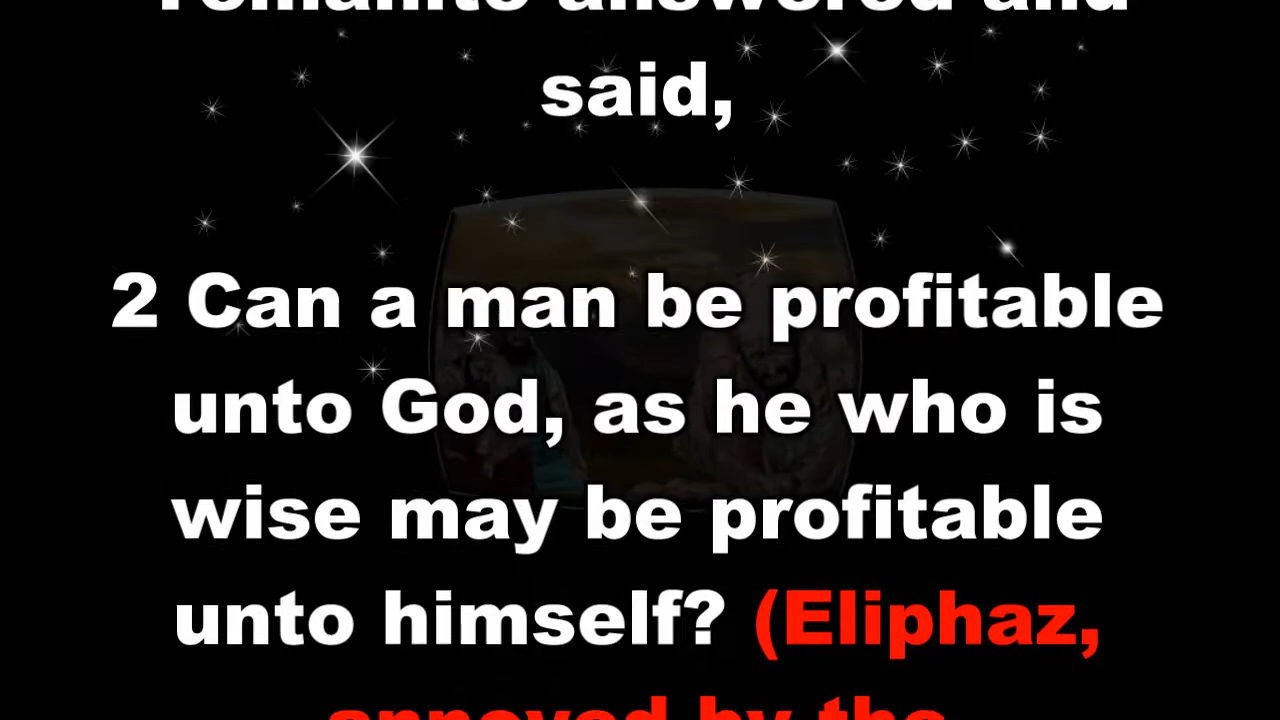 answered and
said,
2 Can a man be profitable
unto God, as he who is
wise may be profitable
unto himself? (Eliphaz,
annoyed by the